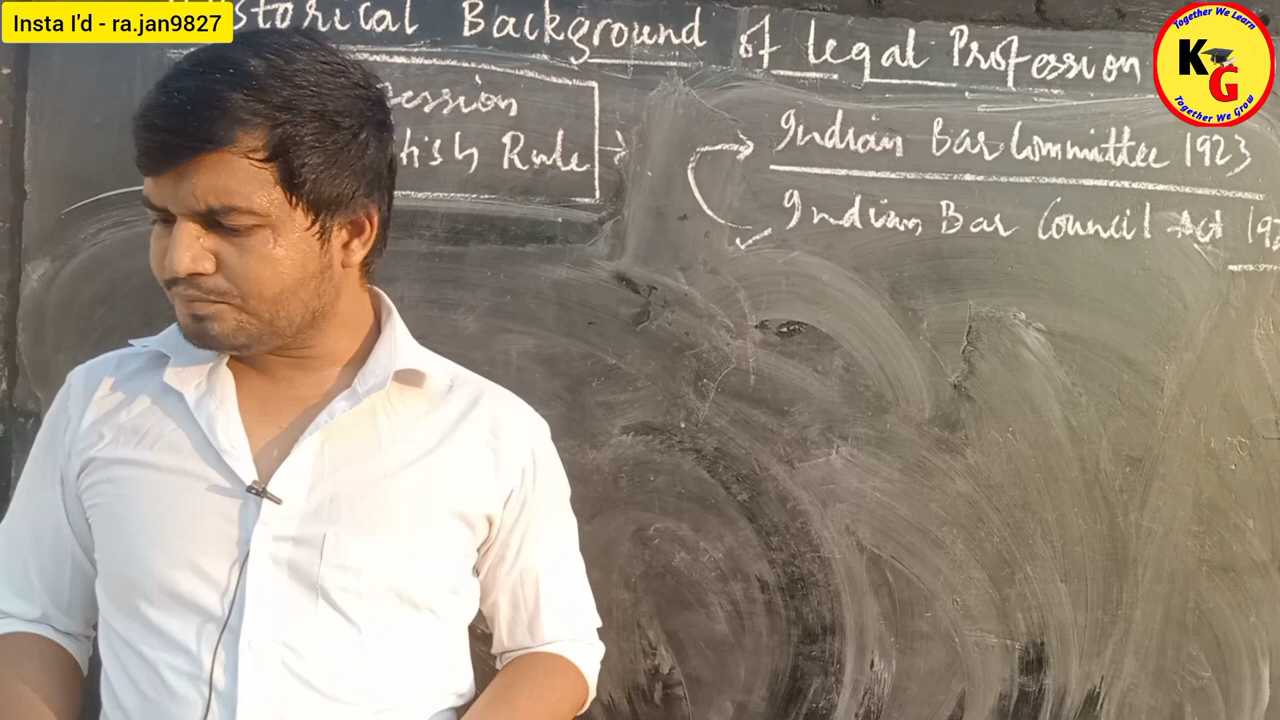 Insta I'd - ra.jan9827
storical Background of legal Profession
Together We Learn
KG
Together We Grow
ession
tish Rule
Indian Bar Committee 1923
Indian Bar Council Act 192